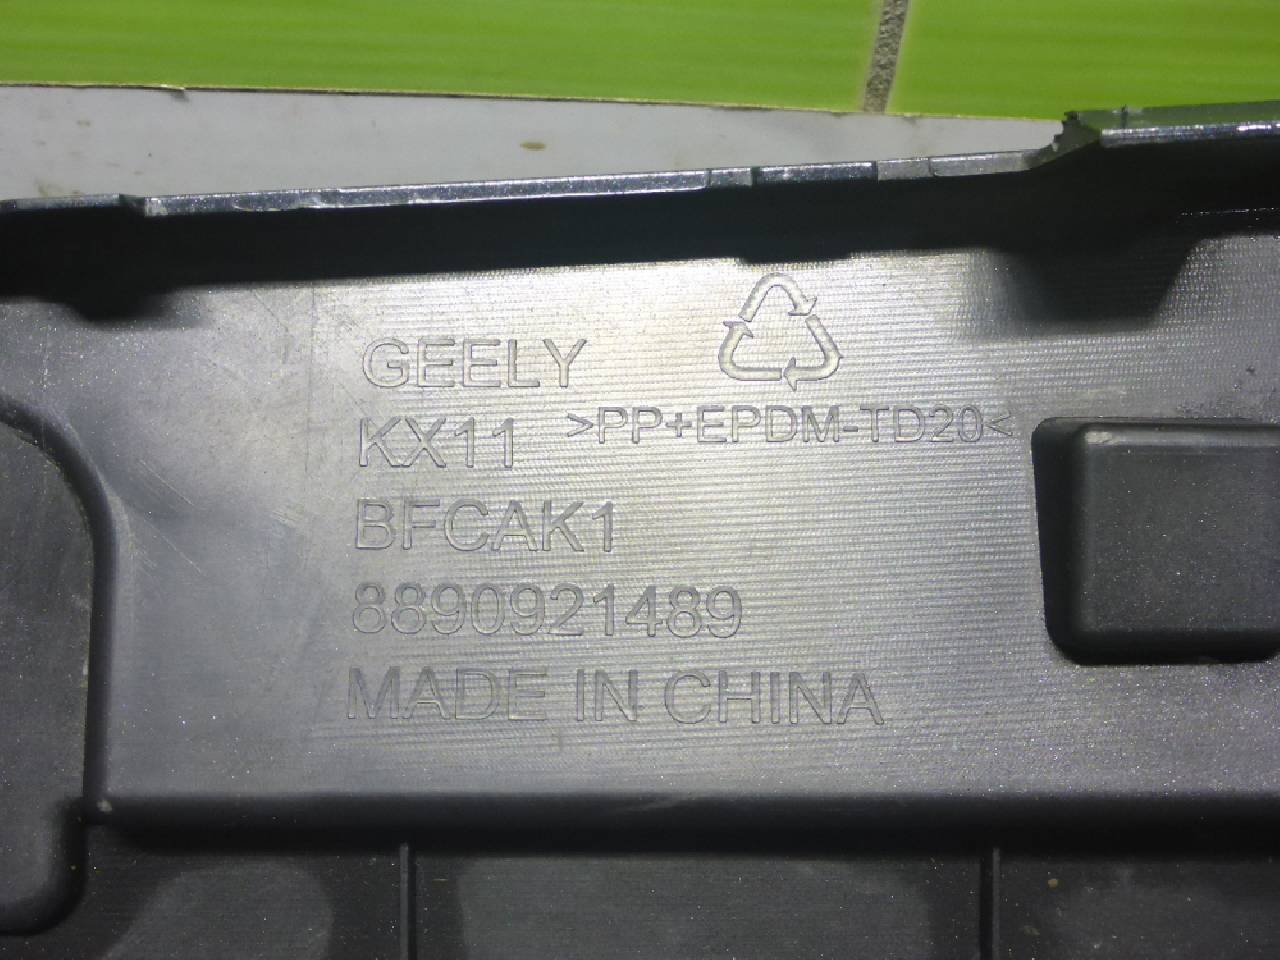 GEELY
KX11
>PP+EPDM-TD20<
BFCAK1
8890921489
MADE IN CHINA